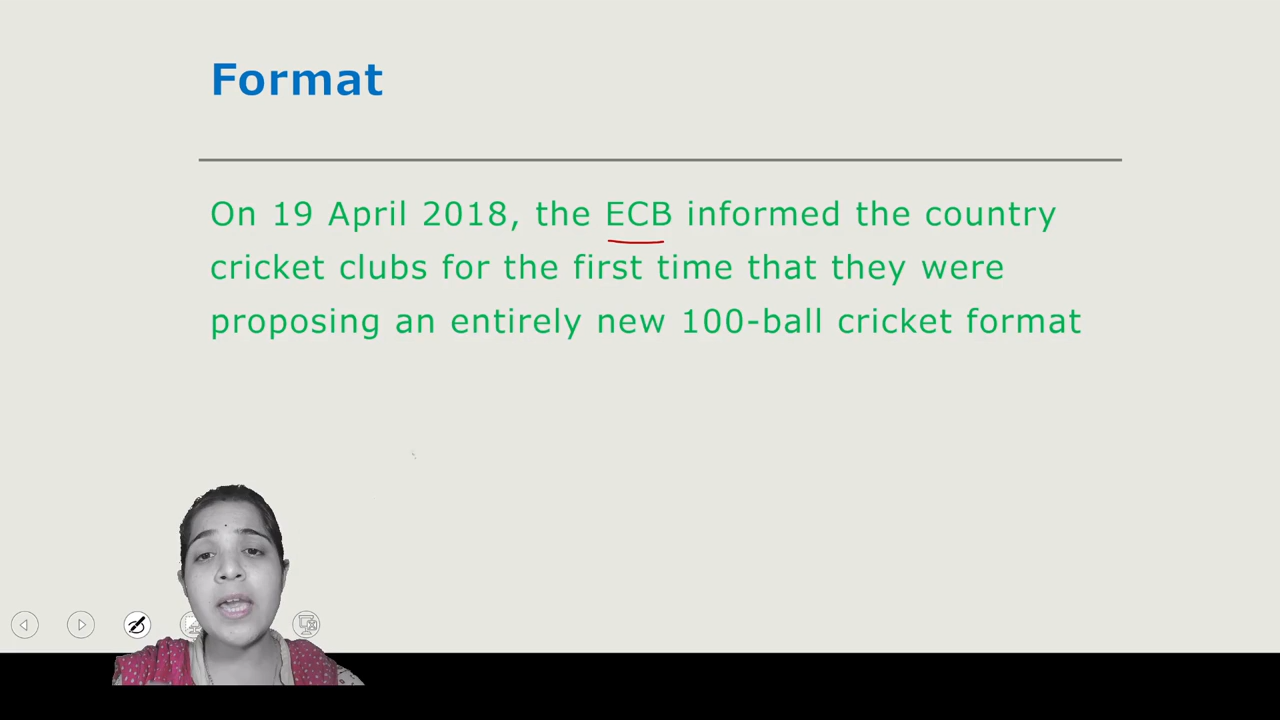 Format
On 19 April 2018, the ECB informed the country
cricket clubs for the first time that they were
proposing an entirely new 100-ball cricket format